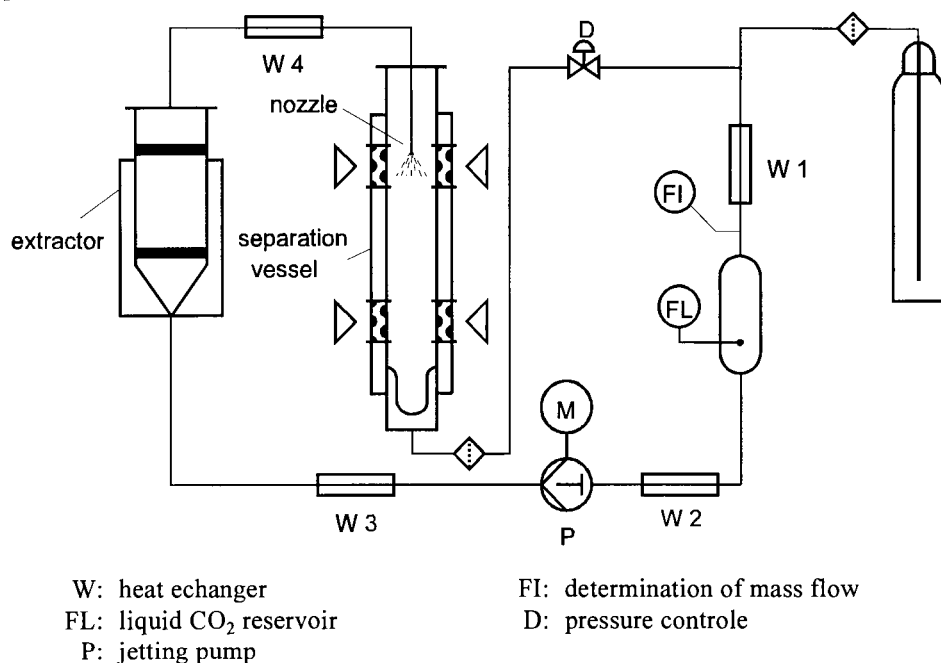 D
W 4
nozzle
W 1
FI
extractor
separation
vessel
FL
M
W 3
W 2
P
W: heat echanger
FI: determination of mass flow
FL: liquid CO₂ reservoir
D: pressure controle
P: jetting pump